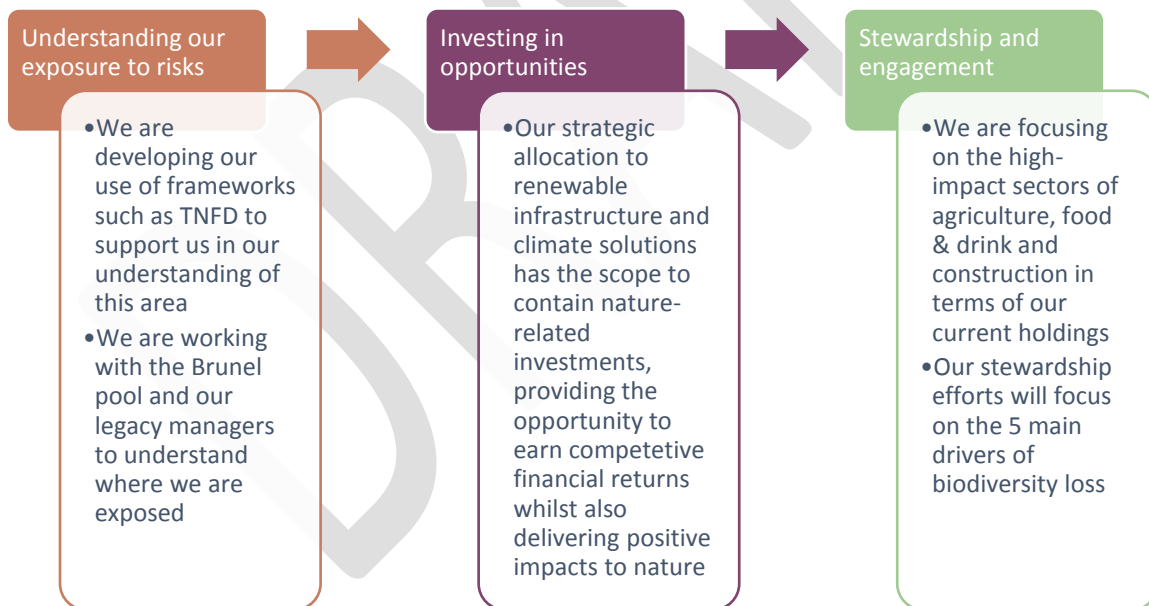 Understanding our
exposure to risks
•We are
developing our
use of frameworks
such as TNFD to
support us in our
understanding of
this area
•We are working
with the Brunel
pool and our
legacy managers
to understand
where we are
exposed
Investing in
opportunities
•Our strategic
allocation to
renewable
infrastructure and
climate solutions
has the scope to
contain nature-
related
investments,
providing the
opportunity to
earn competetive
financial returns
whilst also
delivering positive
impacts to nature
Stewardship and
engagement
•We are focusing
on the high-
impact sectors of
agriculture, food
& drink and
construction in
terms of our
current holdings
•Our stewardship
efforts will focus
on the 5 main
drivers of
biodiversity loss